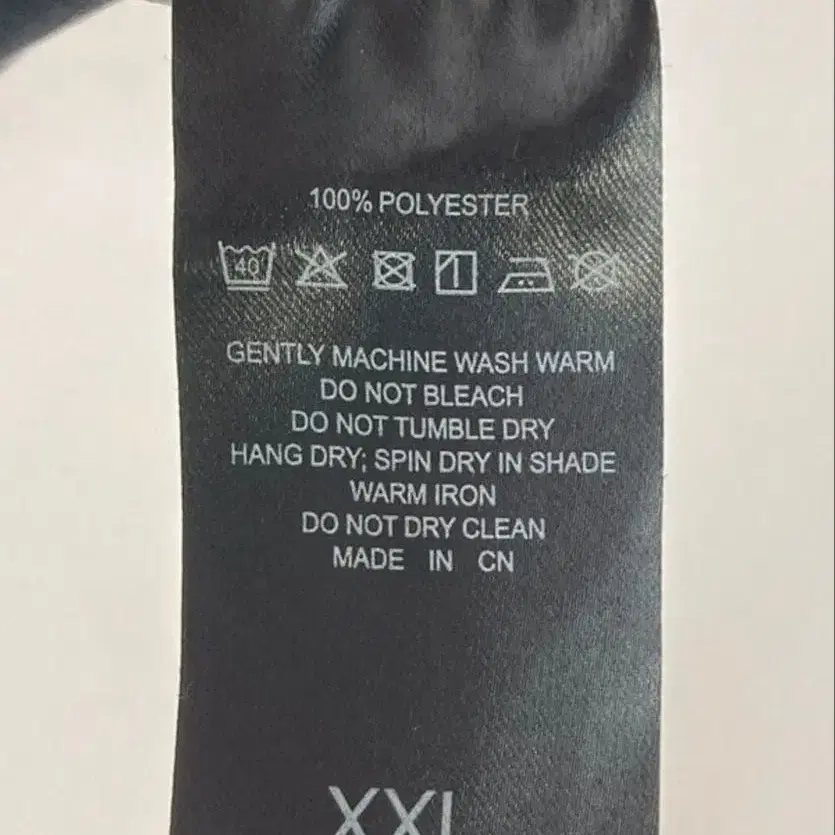 100% POLYESTER
40
GENTLY MACHINE WASH WARM
DO NOT BLEACH
DO NOT TUMBLE DRY
HANG DRY; SPIN DRY IN SHADE
WARM IRON
DO NOT DRY CLEAN
MADE IN CN
XXL